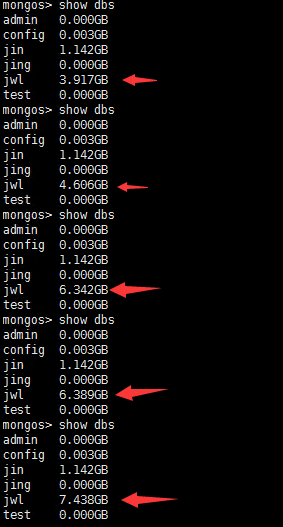 mongos> show dbs
admin   0.000GB
config  0.003GB
jin     1.142GB
jing    0.000GB
jwl     3.917GB
test    0.000GB
mongos> show dbs
admin   0.000GB
config  0.003GB
jin     1.142GB
jing    0.000GB
jwl     4.606GB
test    0.000GB
mongos> show dbs
admin   0.000GB
config  0.003GB
jin     1.142GB
jing    0.000GB
jwl     6.342GB
test    0.000GB
mongos> show dbs
admin   0.000GB
config  0.003GB
jin     1.142GB
jing    0.000GB
jwl     6.389GB
test    0.000GB
mongos> show dbs
admin   0.000GB
config  0.003GB
jin     1.142GB
jing    0.000GB
jwl     7.438GB
test    0.000GB